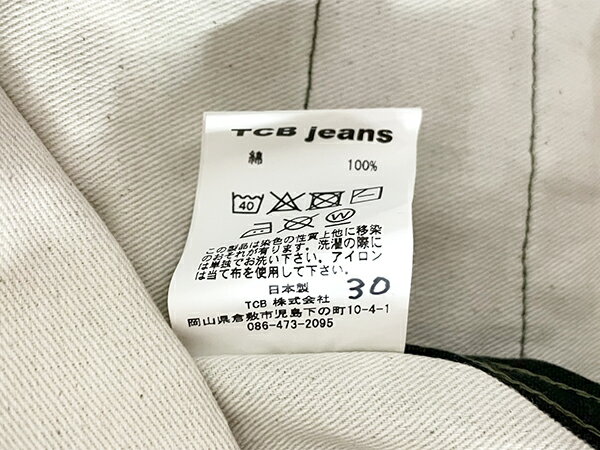 TCB jeans
綿 100%
40
W
この製品は染色の性質上他に移染
のおそれが有ります。洗濯の際に
は単独でお洗い下さい。アイロン
は当て布を使用して下さい。
日本製 30
TCB 株式会社
岡山県倉敷市児島下の町10-4-1
086-473-2095